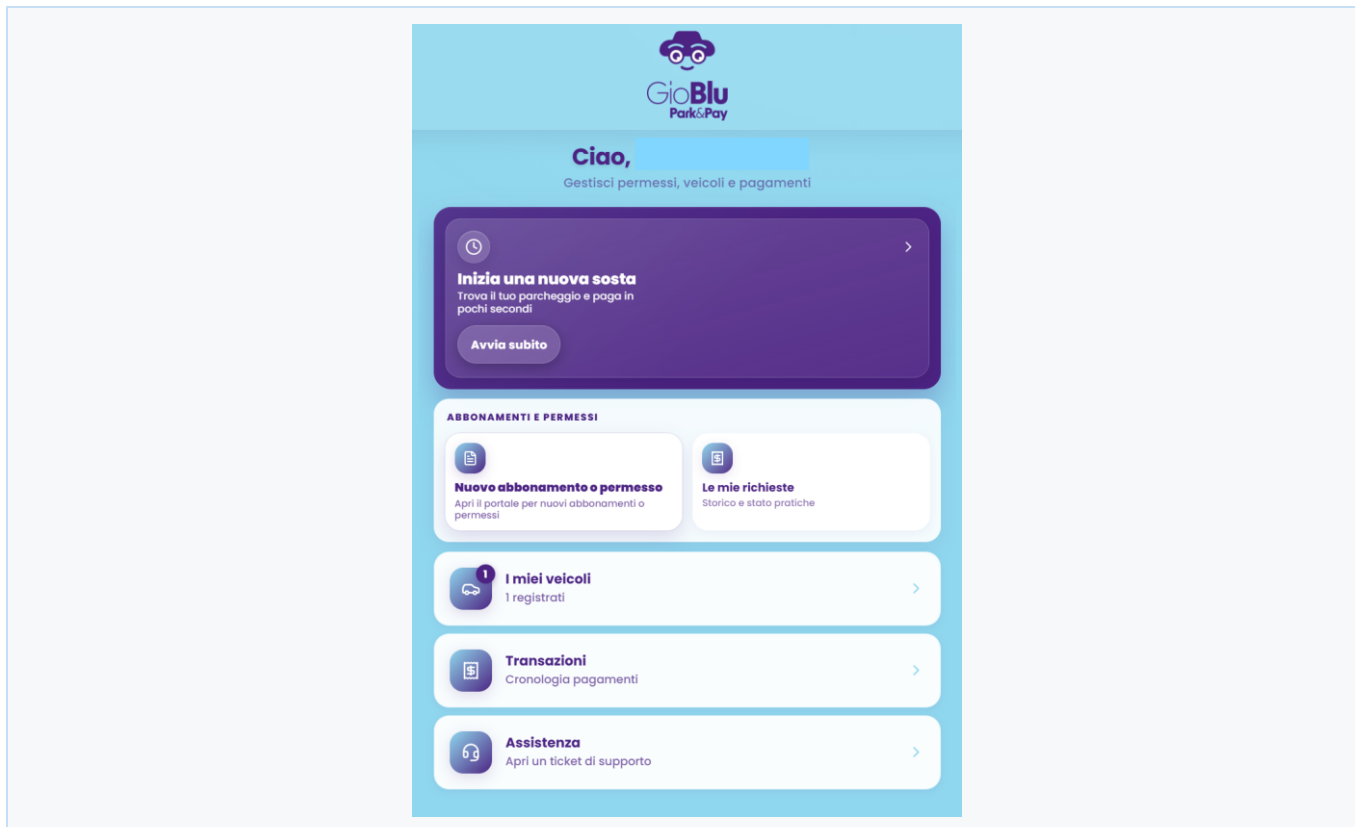 GioBlu
Park&Pay
Ciao,
Gestisci permessi, veicoli e pagamenti
Inizia una nuova sosta
Trova il tuo parcheggio e paga in
pochi secondi
Avvia subito
ABBONAMENTI E PERMESSI
Nuovo abbonamento o permesso
Apri il portale per nuovi abbonamenti o
permessi
Le mie richieste
Storico e stato pratiche
1
I miei veicoli
1 registrati
Transazioni
Cronologia pagamenti
Assistenza
Apri un ticket di supporto